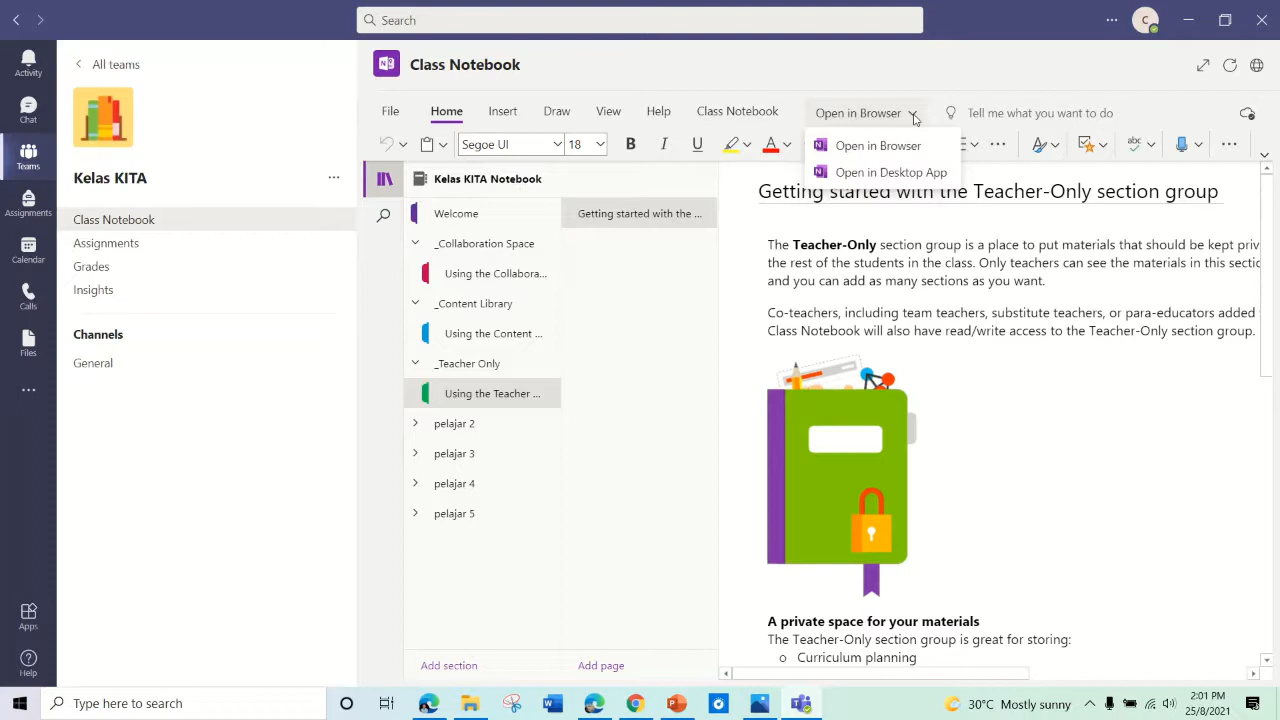 Search
C
Activity
Chat
Teams
Assignments
Calendar
Calls
Files
Apps
Help
All teams
Kelas KITA
Class Notebook
Assignments
Grades
Insights
Channels
General
Class Notebook
File
Home
Insert
Draw
View
Help
Class Notebook
Open in Browser
Tell me what you want to do
Segoe UI
18
B
I
U
A
Open in Browser
Open in Desktop App
Kelas KITA Notebook
Welcome
_Collaboration Space
Using the Collabora...
_Content Library
Using the Content ...
_Teacher Only
Using the Teacher ...
pelajar 2
pelajar 3
pelajar 4
pelajar 5
Add section
Getting started with the ...
Add page
Getting started with the Teacher-Only section group
The Teacher-Only section group is a place to put materials that should be kept priv
the rest of the students in the class. Only teachers can see the materials in this sectic
and you can add as many sections as you want.
Co-teachers, including team teachers, substitute teachers, or para-educators added
Class Notebook will also have read/write access to the Teacher-Only section group.
A private space for your materials
The Teacher-Only section group is great for storing:
o Curriculum planning
Type here to search
30°C Mostly sunny
2:01 PM
25/8/2021